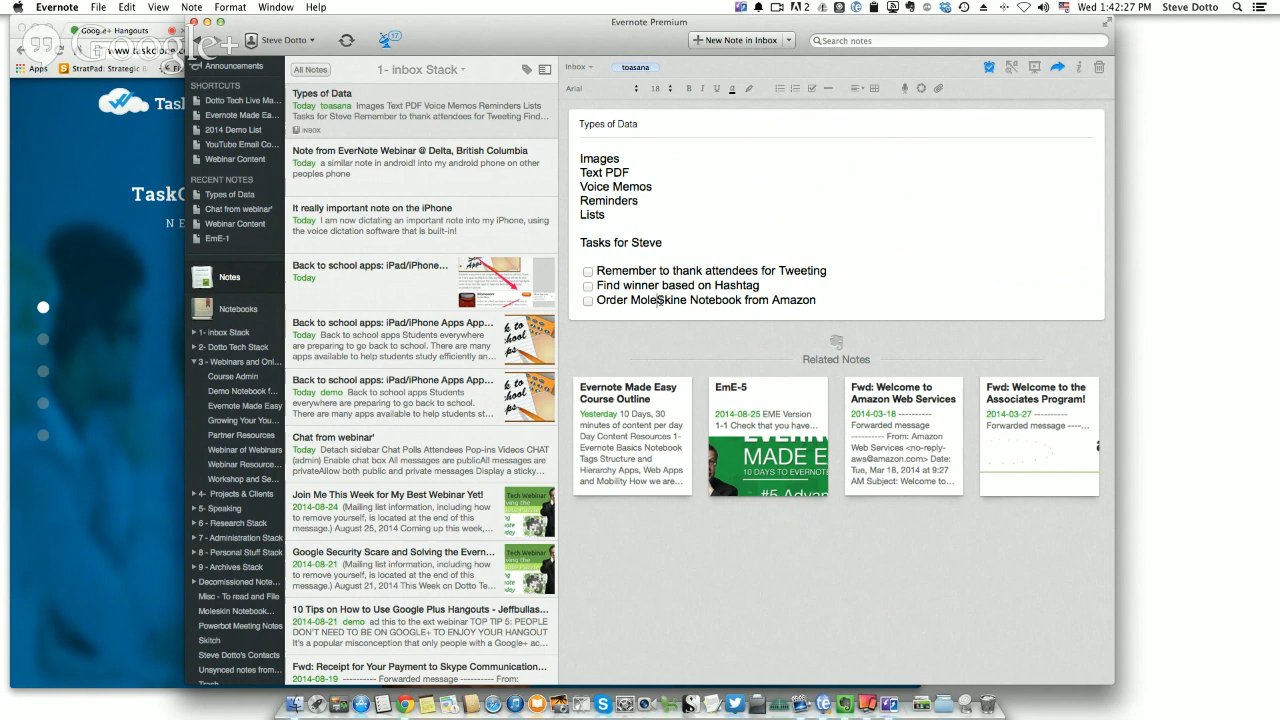 Evernote File Edit View Note Format Window Help
2 Wed 1:42:27 PM Steve Dotto
Google+ Hangouts
Google+
www.taskclone.co
Apps StratPad: Strategic B
TaskC
N E
Evernote Premium
Steve Dotto 17 New Note in Inbox Search notes
Announcements
SHORTCUTS
Dotto Tech Live Ma...
Evernote Made Ea...
2014 Demo List
YouTube Email Co...
Webinar Content
RECENT NOTES
Types of Data
Chat from webinar'
Webinar Content
EmE-1
Notes
Notebooks
1- inbox Stack
2- Dotto Tech Stack
3 - Webinars and Onl...
Course Admin
Demo Notebook f...
Evernote Made Easy
Growing Your You...
Partner Resources
Webinar of Webinars
Webinar Resource...
Workshop and Se...
4- Projects & Clients
5- Speaking
6 - Research Stack
7 - Administration Stack
8 - Personal Stuff Stack
9 - Archives Stack
Decomissioned Note...
Misc - To read and File
Moleskin Notebook...
Powerbot Meeting Notes
Skitch
Steve Dotto's Contacts
Unsynced notes from...
Trash
All Notes 1- inbox Stack
Types of Data
Today toasana Images Text PDF Voice Memos Reminders Lists
Tasks for Steve Remember to thank attendees for Tweeting Find...
INBOX
Note from EverNote Webinar @ Delta, British Columbia
Today a similar note in android! into my android phone on other
peoples phone
It really important note on the iPhone
Today I am now dictating an important note into my iPhone, using
the voice dictation software that is built-in!
Back to school apps: iPad/iPhone...
Today
Back to school apps: iPad/iPhone Apps App...
Today Back to school apps Students everywhere
are preparing to go back to school. There are many
apps available to help students study efficiently an...
Back to school apps: iPad/iPhone Apps App...
Today demo Back to school apps Students
everywhere are preparing to go back to school.
There are many apps available to help students st...
Chat from webinar'
Today Detach sidebar Chat Polls Attendees Pop-ins Videos CHAT
(admin) Enable chat box All messages are publicAll messages are
privateAllow both public and private messages Display a sticky...
Join Me This Week for My Best Webinar Yet!
2014-08-24 (Mailing list information, including
how to remove yourself, is located at the end of this
message.) August 25, 2014 Coming up this week,...
Google Security Scare and Solving the Evern...
2014-08-21 (Mailing list information, including
how to remove yourself, is located at the end of this
message.) August 21, 2014 This Week on Dotto Te...
10 Tips on How to Use Google Plus Hangouts - Jeffbullas...
2014-08-21 demo ad this to the ext webinar TOP TIP 5: PEOPLE
DON'T NEED TO BE ON GOOGLE+ TO ENJOY YOUR HANGOUT
It's a popular misconception that only people with a Google+ ac...
Fwd: Receipt for Your Payment to Skype Communication...
2014-08-19 ---------- Forwarded message ---------- From:
Inbox toasana
Arial 18 B I U a
Types of Data
Images
Text PDF
Voice Memos
Reminders
Lists
Tasks for Steve
Remember to thank attendees for Tweeting
Find winner based on Hashtag
Order MoleSkine Notebook from Amazon
Related Notes
Evernote Made Easy
Course Outline
Yesterday 10 Days, 30
minutes of content per day
Day Content Resources 1-
Evernote Basics Notebook
Tags Structure and
Hierarchy Apps, Web Apps
and Mobility How we are...
EmE-5
2014-08-25 EME Version
1-1 Check that you have...
MADE E
10 DAYS TO EVERNOT
#5 Advan
Fwd: Welcome to
Amazon Web Services
2014-03-18 ----------
Forwarded message
---------- From: Amazon
Web Services <no-reply-
aws@amazon.com> Date:
Tue, Mar 18, 2014 at 9:27
AM Subject: Welcome to...
Fwd: Welcome to the
Associates Program!
2014-03-27 ----------
Forwarded message ----...